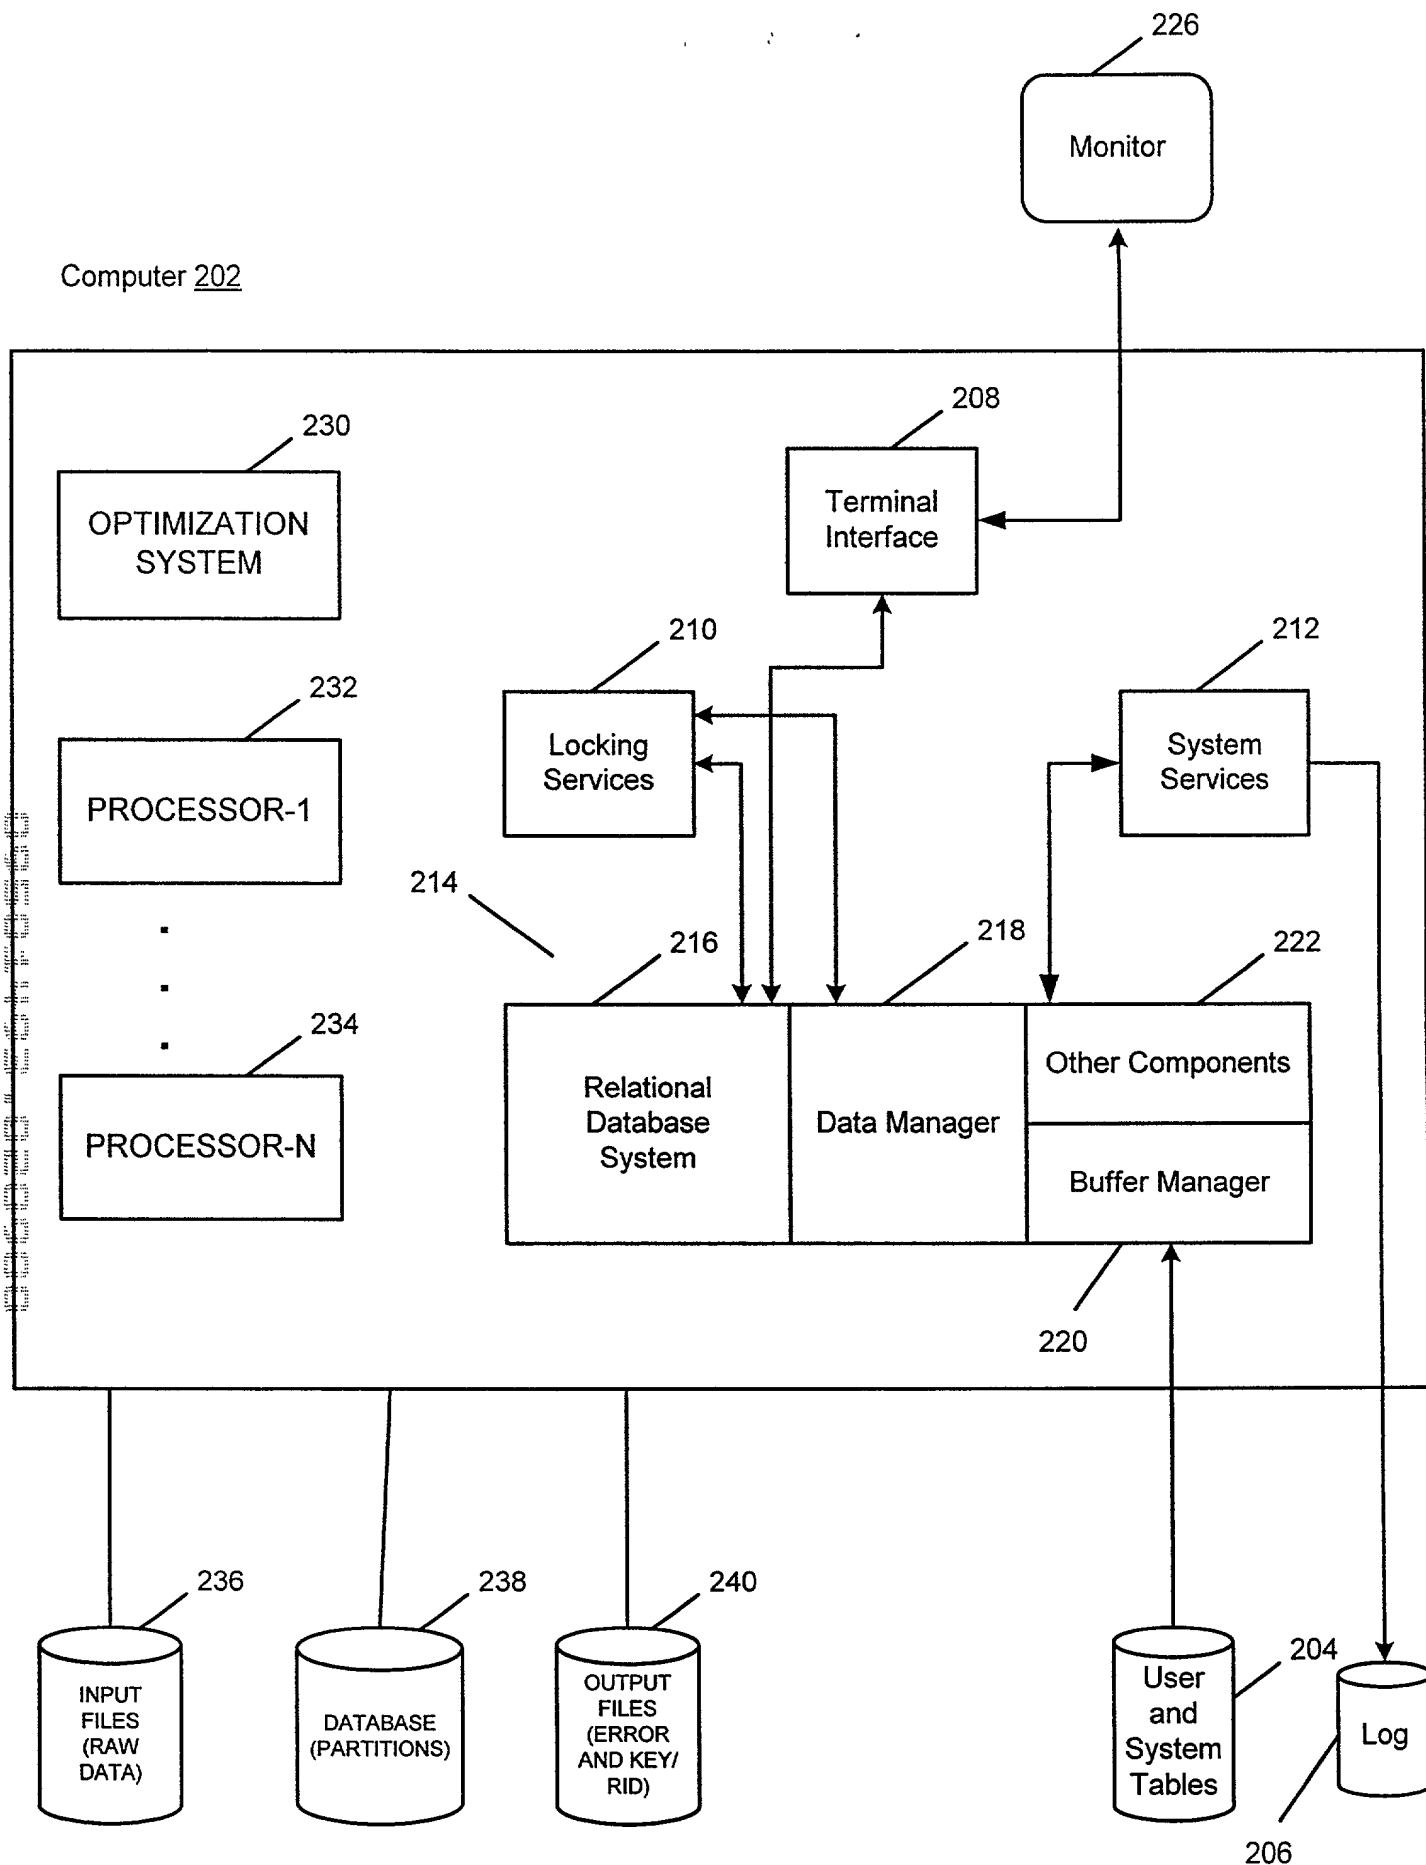 226
Monitor
Computer 202
208
230
Terminal
Interface
OPTIMIZATION
SYSTEM
210
212
232
Locking
Services
System
Services
PROCESSOR-1
214
216
218
222
234
Other Components
Relational
Database
System
Data Manager
PROCESSOR-N
Buffer Manager
220
236
238
240
204
INPUT
FILES
(RAW
DATA)
DATABASE
(PARTITIONS)
OUTPUT
FILES
(ERROR
AND KEY/
RID)
User
and
System
Tables
Log
206